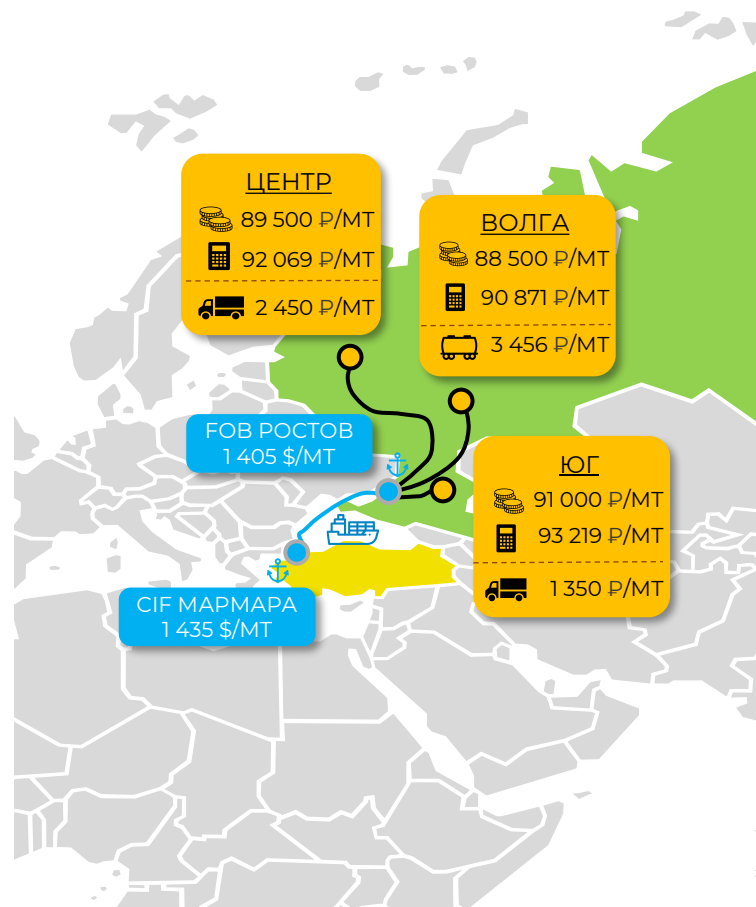 ЦЕНТР
89 500 ₽/МТ
92 069 ₽/МТ
2 450 ₽/МТ
ВОЛГА
88 500 ₽/МТ
90 871 ₽/МТ
3 456 ₽/МТ
FOB РОСТОВ
1 405 $/МТ
ЮГ
91 000 ₽/МТ
93 219 ₽/МТ
1 350 ₽/МТ
CIF МАРМАРА
1 435 $/МТ